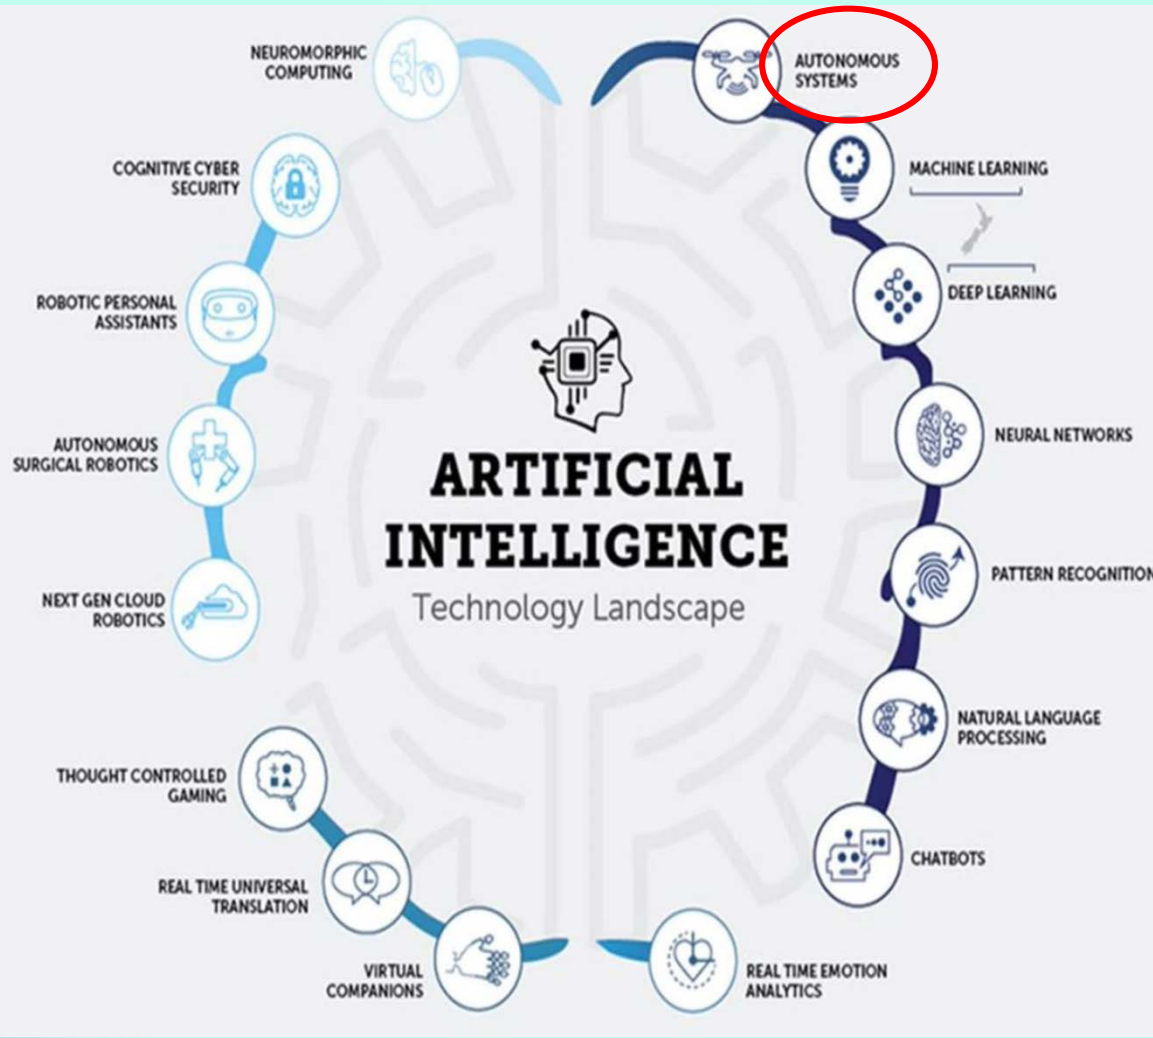 NEUROMORPHIC
COMPUTING
AUTONOMOUS
SYSTEMS
COGNITIVE CYBER
SECURITY
MACHINE LEARNING
ROBOTIC PERSONAL
ASSISTANTS
DEEP LEARNING
AUTONOMOUS
SURGICAL ROBOTICS
NEURAL NETWORKS
ARTIFICIAL
INTELLIGENCE
Technology Landscape
NEXT GEN CLOUD
ROBOTICS
PATTERN RECOGNITION
NATURAL LANGUAGE
PROCESSING
THOUGHT CONTROLLED
GAMING
CHATBOTS
REAL TIME UNIVERSAL
TRANSLATION
VIRTUAL
COMPANIONS
REAL TIME EMOTION
ANALYTICS